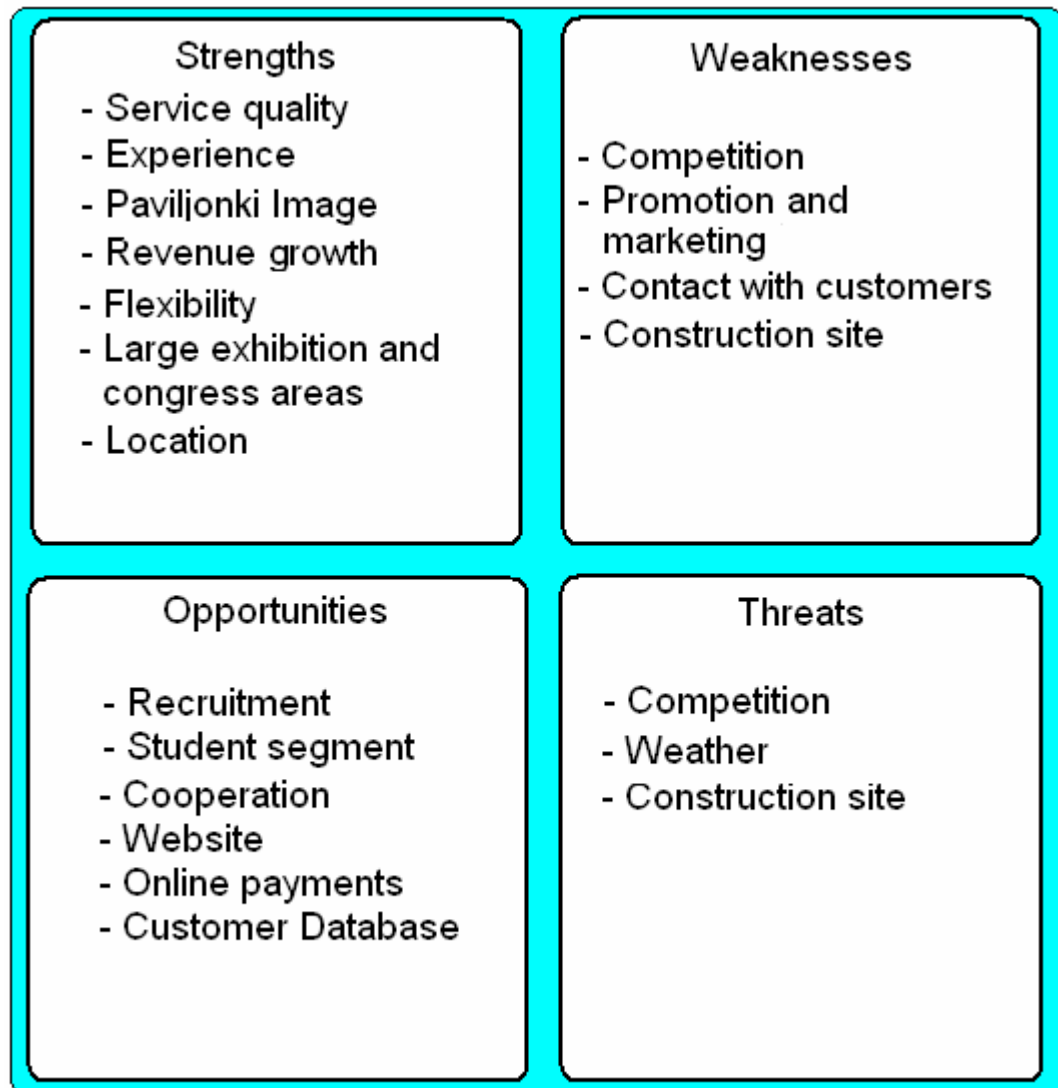 Strengths
- Service quality
- Experience
- Paviljonki Image
- Revenue growth
- Flexibility
- Large exhibition and
congress areas
- Location
Weaknesses
- Competition
- Promotion and
marketing
- Contact with customers
- Construction site
Opportunities
- Recruitment
- Student segment
- Cooperation
- Website
- Online payments
- Customer Database
Threats
- Competition
- Weather
- Construction site